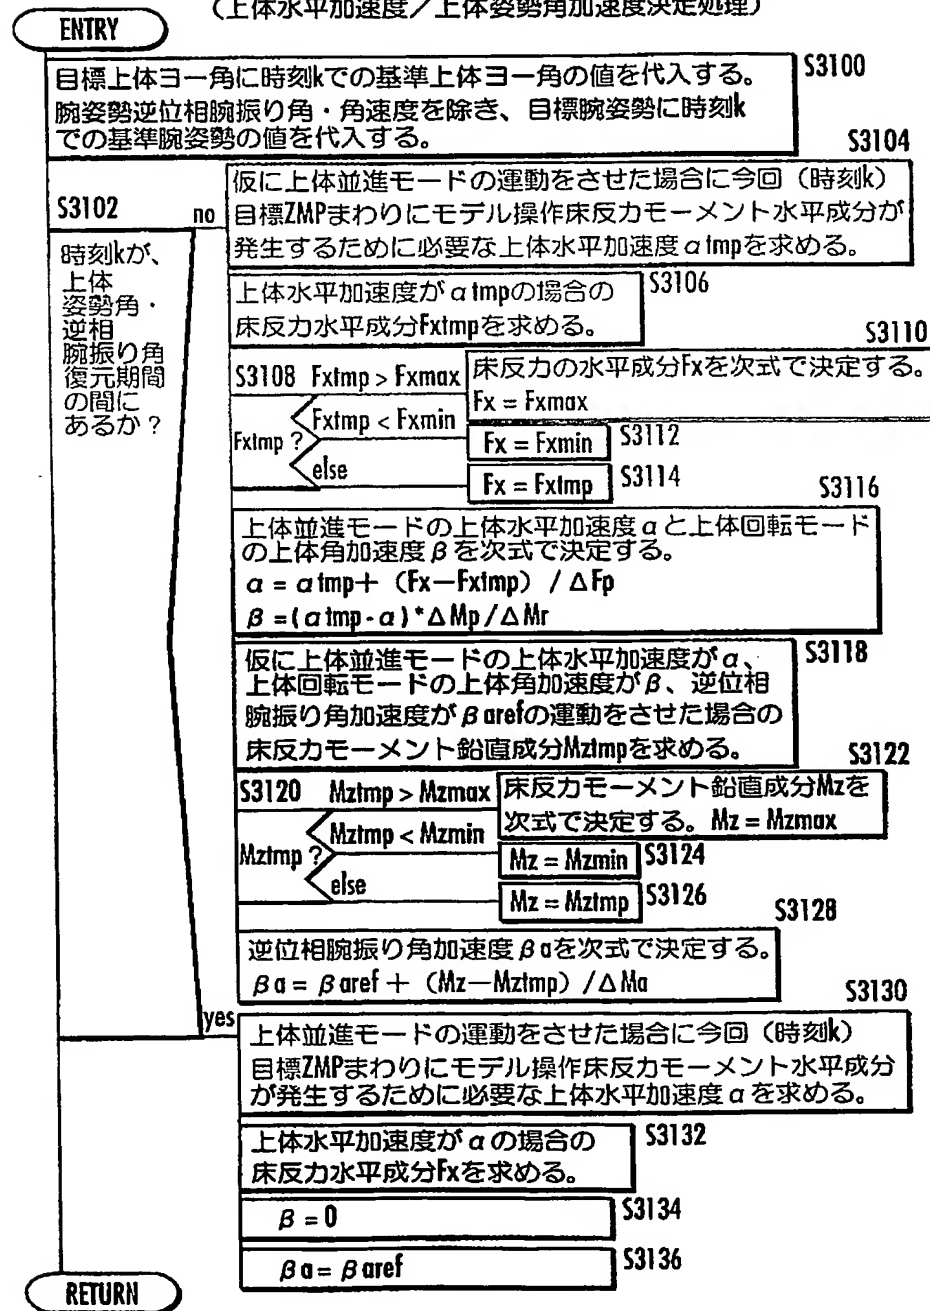 (上体水平加速度/上体姿勢角加速度決定処理)
ENTRY
S3100
目標上体ヨー角に時刻kでの基準上体ヨー角の値を代入する。
腕姿勢逆位相腕振り角・角速度を除き、目標腕姿勢に時刻k
での基準腕姿勢の値を代入する。
S3102
時刻kが、
上体
姿勢角・
逆相
腕振り角
復元期間
の間に
あるか?
no
S3104
仮に上体並進モードの運動をさせた場合に今回(時刻k)
目標ZMPまわりにモデル操作床反力モーメント水平成分が
発生するために必要な上体水平加速度αtmpを求める。
S3106
上体水平加速度がαtmpの場合の
床反力水平成分Fxtmpを求める。
S3108
Fxtmp ?
Fxtmp > Fxmax
S3110
床反力の水平成分Fxを次式で決定する。
Fx = Fxmax
Fxtmp < Fxmin
Fx = Fxmin
S3112
else
Fx = Fxtmp
S3114
S3116
上体並進モードの上体水平加速度αと上体回転モード
の上体角加速度βを次式で決定する。
α = αtmp+ (Fx-Fxtmp) / ΔFp
β =(αtmp-α)*ΔMp/ΔMr
S3118
仮に上体並進モードの上体水平加速度がα、
上体回転モードの上体角加速度がβ、逆位相
腕振り角加速度がβarefの運動をさせた場合の
床反力モーメント鉛直成分Mztmpを求める。
S3120
Mztmp ?
Mztmp > Mzmax
S3122
床反力モーメント鉛直成分Mzを
次式で決定する。Mz = Mzmax
Mztmp < Mzmin
Mz = Mzmin
S3124
else
Mz = Mztmp
S3126
S3128
逆位相腕振り角加速度βaを次式で決定する。
βa = βaref + (Mz-Mztmp) /ΔMa
yes
S3130
上体並進モードの運動をさせた場合に今回(時刻k)
目標ZMPまわりにモデル操作床反力モーメント水平成分
が発生するために必要な上体水平加速度αを求める。
S3132
上体水平加速度がαの場合の
床反力水平成分Fxを求める。
β = 0
S3134
βa= βaref
S3136
RETURN